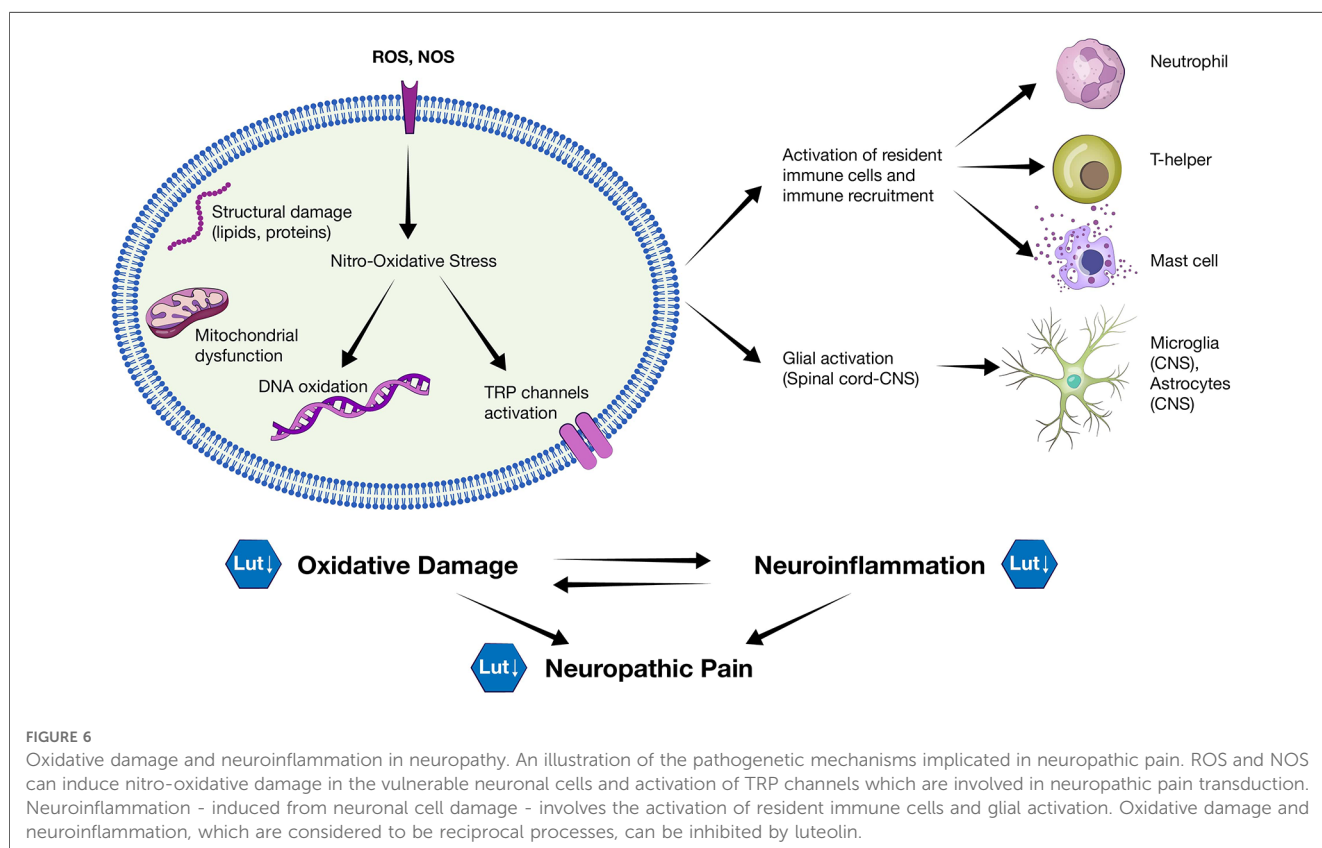 ROS, NOS
Structural damage
(lipids, proteins)
Nitro-Oxidative Stress
Mitochondrial
dysfunction
DNA oxidation
TRP channels
activation
Activation of resident
immune cells and
immune recruitment
Neutrophil
T-helper
Mast cell
Glial activation
(Spinal cord-CNS)
Microglia
(CNS),
Astrocytes
(CNS)
Lut↓ Oxidative Damage
Neuroinflammation Lut↓
Lut↓ Neuropathic Pain
FIGURE 6
Oxidative damage and neuroinflammation in neuropathy. An illustration of the pathogenetic mechanisms implicated in neuropathic pain. ROS and NOS
can induce nitro-oxidative damage in the vulnerable neuronal cells and activation of TRP channels which are involved in neuropathic pain transduction.
Neuroinflammation - induced from neuronal cell damage - involves the activation of resident immune cells and glial activation. Oxidative damage and
neuroinflammation, which are considered to be reciprocal processes, can be inhibited by luteolin.